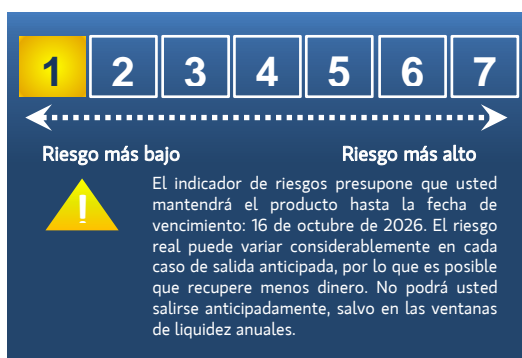 1 2 3 4 5 6 7
Riesgo más bajo Riesgo más alto
!
El indicador de riesgos presupone que usted
mantendrá el producto hasta la fecha de
vencimiento: 16 de octubre de 2026. El riesgo
real puede variar considerablemente en cada
caso de salida anticipada, por lo que es posible
que recupere menos dinero. No podrá usted
salirse anticipadamente, salvo en las ventanas
de liquidez anuales.